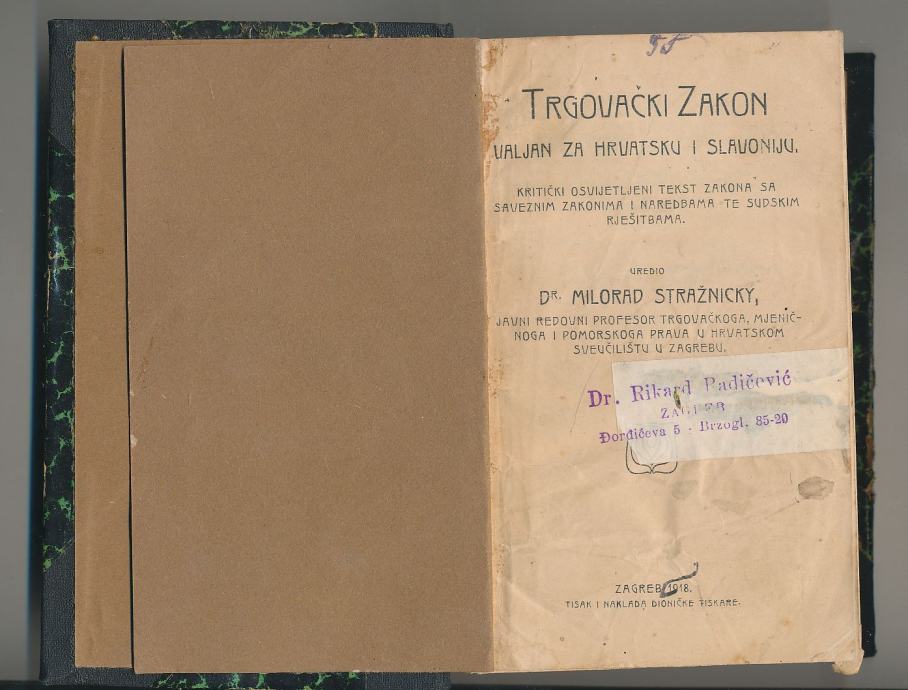 TRGOVAČKI ZAKON
VALJAN ZA HRVATSKU I SLAVONIJU.
KRITIČKI OSVIJETLJENI TEKST ZAKONA SA
SAVEZNIM ZAKONIMA I NAREDBAMA TE SUDSKIM
RJEŠITBAMA.
UREDIO
DR. MILORAD STRAŽNICKY,
JAVNI REDOVNI PROFESOR TRGOVAČKOGA, MJENIČ-
NOGA I POMORSKOGA PRAVA U HRVATSKOM
SVEUČILIŠTU U ZAGREBU.
Dr. Rikard Radičević
ZAGREB
Đorđićeva 5 - Brzogl. 85-20
ZAGREB 1918.
TISAK I NAKLADA DIONIČKE TISKARE.